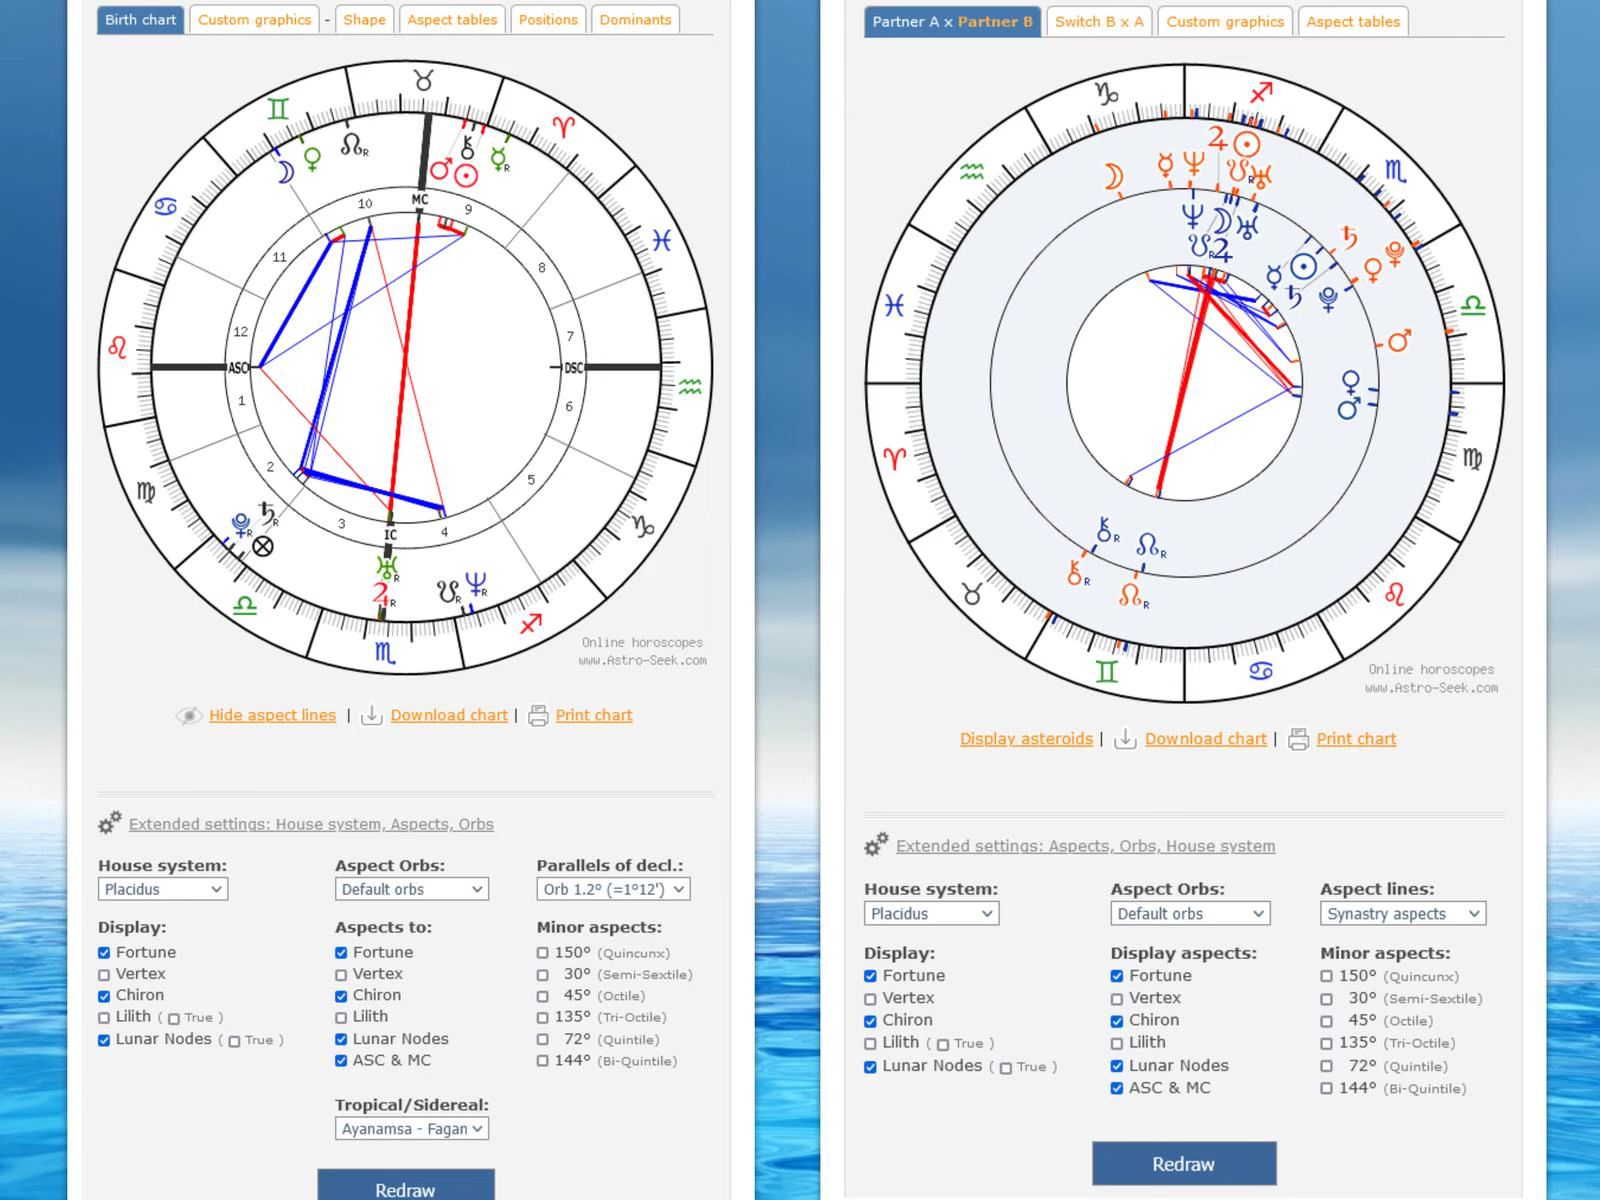 Birth chart
Custom graphics -
Shape
Aspect tables
Positions
Dominants
MC
10
9
11
8
12
7
ASC
DSC
1
6
2
5
3
4
IC
R
R
R
R
R
R
R
R
Online horoscopes
www.Astro-Seek.com
Hide aspect lines | Download chart | Print chart
Extended settings: House system, Aspects, Orbs
House system: Aspect Orbs: Parallels of decl.:
Placidus Default orbs Orb 1.2° (=1°12')
Display: Aspects to: Minor aspects:
Fortune Fortune 150° (Quincunx)
Vertex Vertex 30° (Semi-Sextile)
Chiron Chiron 45° (Octile)
Lilith ( True ) Lilith 135° (Tri-Octile)
Lunar Nodes ( True ) Lunar Nodes 72° (Quintile)
ASC & MC 144° (Bi-Quintile)
Tropical/Sidereal:
Ayanamsa - Fagan
Redraw
Partner A x Partner B
Switch B x A
Custom graphics
Aspect tables
R
R
R
R
R
R
Online horoscopes
www.Astro-Seek.com
Display asteroids | Download chart | Print chart
Extended settings: Aspects, Orbs, House system
House system: Aspect Orbs: Aspect lines:
Placidus Default orbs Synastry aspects
Display: Display aspects: Minor aspects:
Fortune Fortune 150° (Quincunx)
Vertex Vertex 30° (Semi-Sextile)
Chiron Chiron 45° (Octile)
Lilith ( True ) Lilith 135° (Tri-Octile)
Lunar Nodes ( True ) Lunar Nodes 72° (Quintile)
ASC & MC 144° (Bi-Quintile)
Redraw